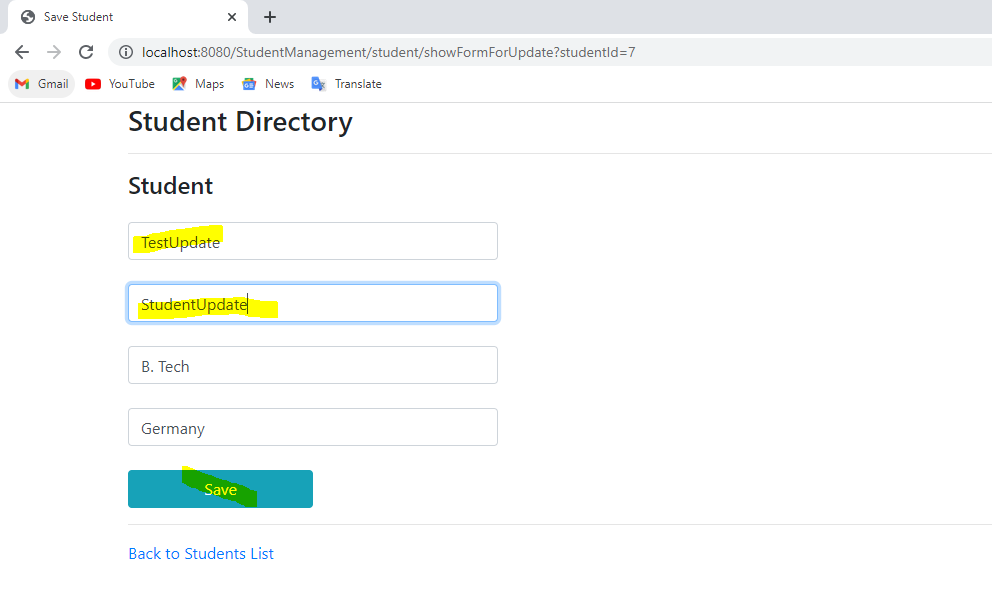 Save Student
localhost:8080/StudentManagement/student/showFormForUpdate?studentId=7
Gmail YouTube Maps News Translate
Student Directory
Student
TestUpdate
StudentUpdate
B. Tech
Germany
Save
Back to Students List